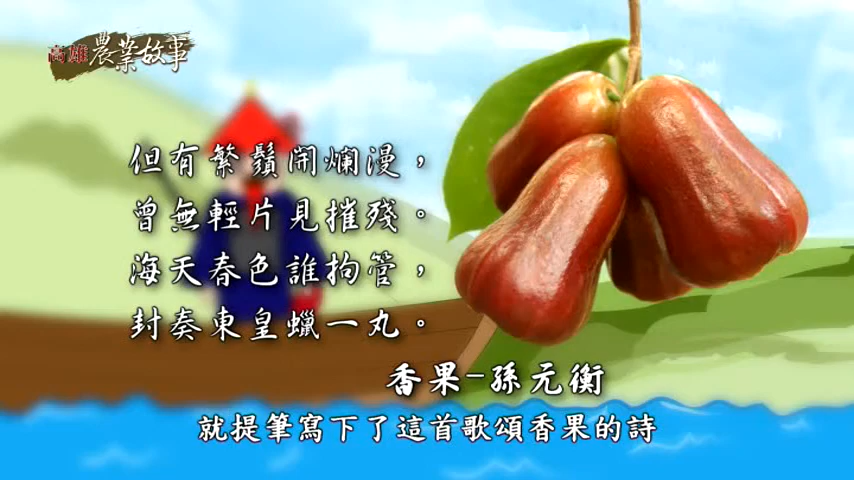 高雄農業故事
但有繁鬚開爛漫，
曾無輕片見摧殘。
海天春色誰拘管，
封奏東皇蠟一丸。
香果-孫元衡
就提筆寫下了這首歌頌香果的詩